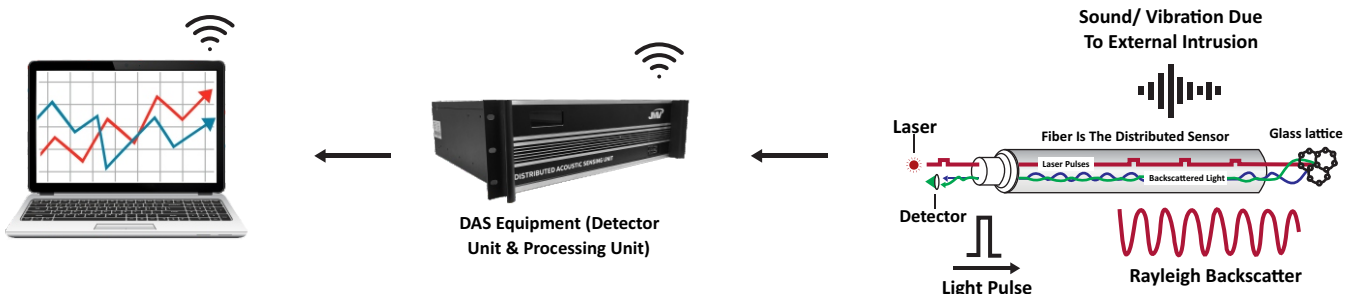 Sound/ Vibration Due
To External Intrusion
Laser
Fiber Is The Distributed Sensor
Glass lattice
Laser Pulses
Backscattered Light
Detector
JMV
DISTRIBUTED ACOUSTIC SENSING UNIT
DAS Equipment (Detector
Unit & Processing Unit)
Light Pulse
Rayleigh Backscatter